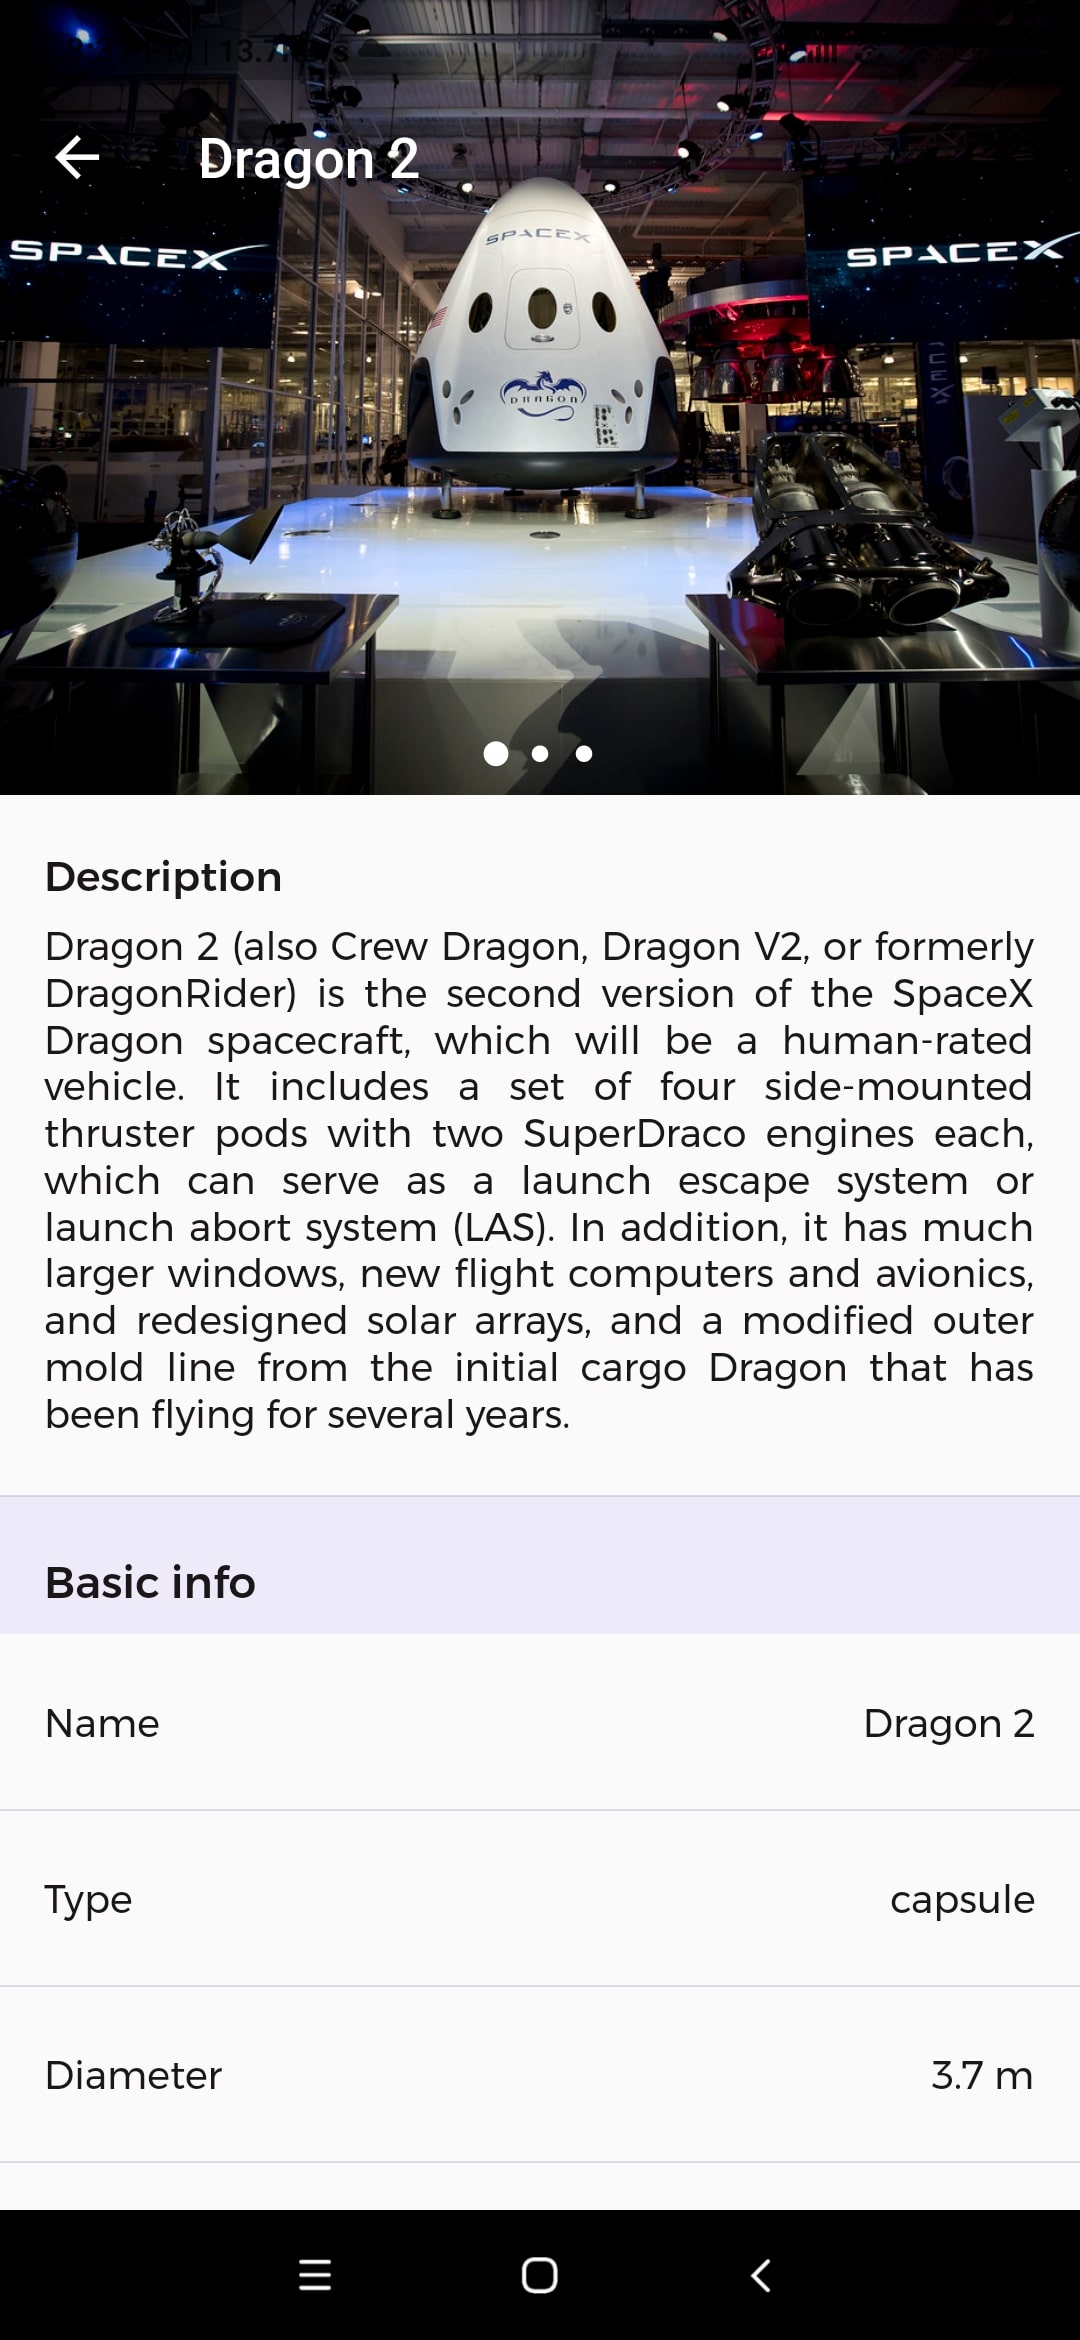 Dragon 2
SPACEX
SPACEX
SPACEX
DRAGON
Description
Dragon 2 (also Crew Dragon, Dragon V2, or formerly
DragonRider) is the second version of the SpaceX
Dragon spacecraft, which will be a human-rated
vehicle. It includes a set of four side-mounted
thruster pods with two SuperDraco engines each,
which can serve as a launch escape system or
launch abort system (LAS). In addition, it has much
larger windows, new flight computers and avionics,
and redesigned solar arrays, and a modified outer
mold line from the initial cargo Dragon that has
been flying for several years.
Basic info
Name Dragon 2
Type capsule
Diameter 3.7 m